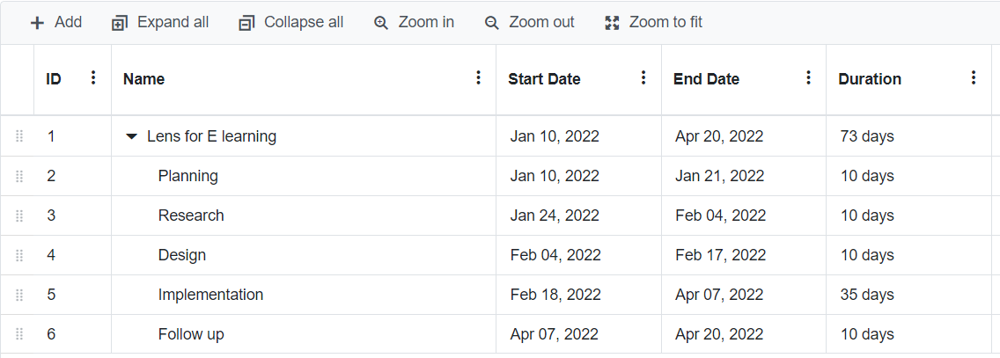 Add Expand all Collapse all Zoom in Zoom out Zoom to fit
ID Name Start Date End Date Duration
1 Lens for E learning Jan 10, 2022 Apr 20, 2022 73 days
2 Planning Jan 10, 2022 Jan 21, 2022 10 days
3 Research Jan 24, 2022 Feb 04, 2022 10 days
4 Design Feb 04, 2022 Feb 17, 2022 10 days
5 Implementation Feb 18, 2022 Apr 07, 2022 35 days
6 Follow up Apr 07, 2022 Apr 20, 2022 10 days